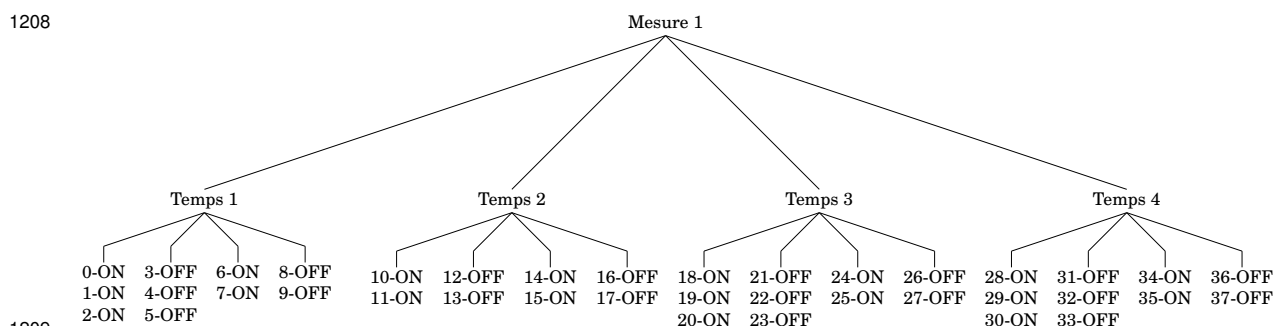 1208
Mesure 1
Temps 1 Temps 2 Temps 3 Temps 4
0-ON 3-OFF 6-ON 8-OFF 10-ON 12-OFF 14-ON 16-OFF 18-ON 21-OFF 24-ON 26-OFF 28-ON 31-OFF 34-ON 36-OFF
1-ON 4-OFF 7-ON 9-OFF 11-ON 13-OFF 15-ON 17-OFF 19-ON 22-OFF 25-ON 27-OFF 29-ON 32-OFF 35-ON 37-OFF
2-ON 5-OFF 20-ON 23-OFF 30-ON 33-OFF